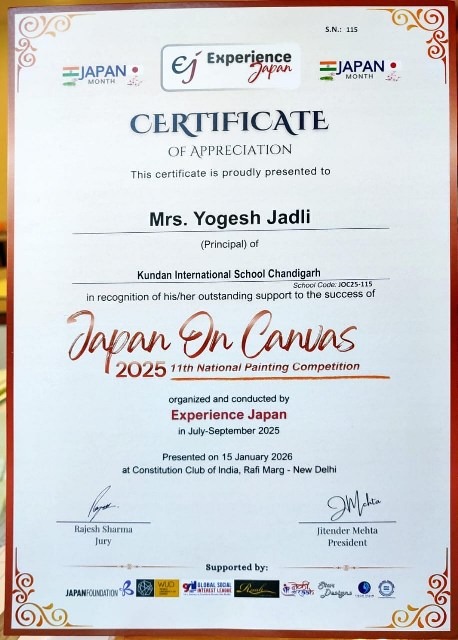 S.N.: 115
JAPAN
MONTH
Ej Experience
Japan
JAPAN
MONTH
CERTIFICATE
OF APPRECIATION
This certificate is proudly presented to
Mrs. Yogesh Jadli
(Principal) of
Kundan International School Chandigarh
School Code: JOC25-115
in recognition of his/her outstanding support to the success of
Japan On Canvas
2025 11th National Painting Competition
organized and conducted by
Experience Japan
in July-September 2025
Presented on 15 January 2026
at Constitution Club of India, Rafi Marg - New Delhi
Rajesh Sharma
Jury
JMehta
Jitender Mehta
President
Supported by:
JAPANFOUNDATION
WUD
GLOBAL SOCIAL
INTEREST LEAGUE
Designs